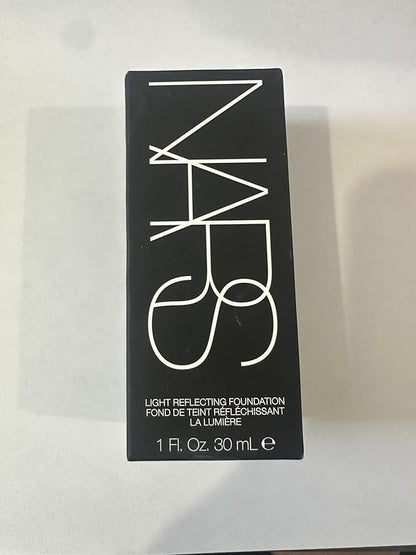 NARS
LIGHT REFLECTING FOUNDATION
FOND DE TEINT RÉFLÉCHISSANT
LA LUMIÈRE
1 Fl. Oz. 30 mL ℮